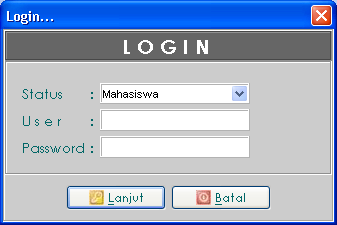 Login...
LOGIN
Status : Mahasiswa
User :
Password :
Lanjut Batal